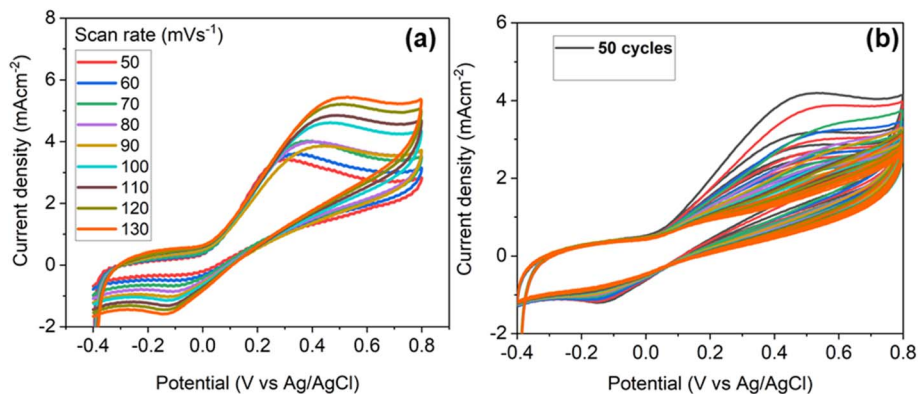 8
6
4
2
0
-2
Current density (mAcm-2)
Scan rate (mVs-1)
50
60
70
80
90
100
110
120
130
(a)
-0.4 -0.2 0.0 0.2 0.4 0.6 0.8
Potential (V vs Ag/AgCl)
6
4
2
0
-2
Current density (mAcm-2)
50 cycles
(b)
-0.4 -0.2 0.0 0.2 0.4 0.6 0.8
Potential (V vs Ag/AgCl)